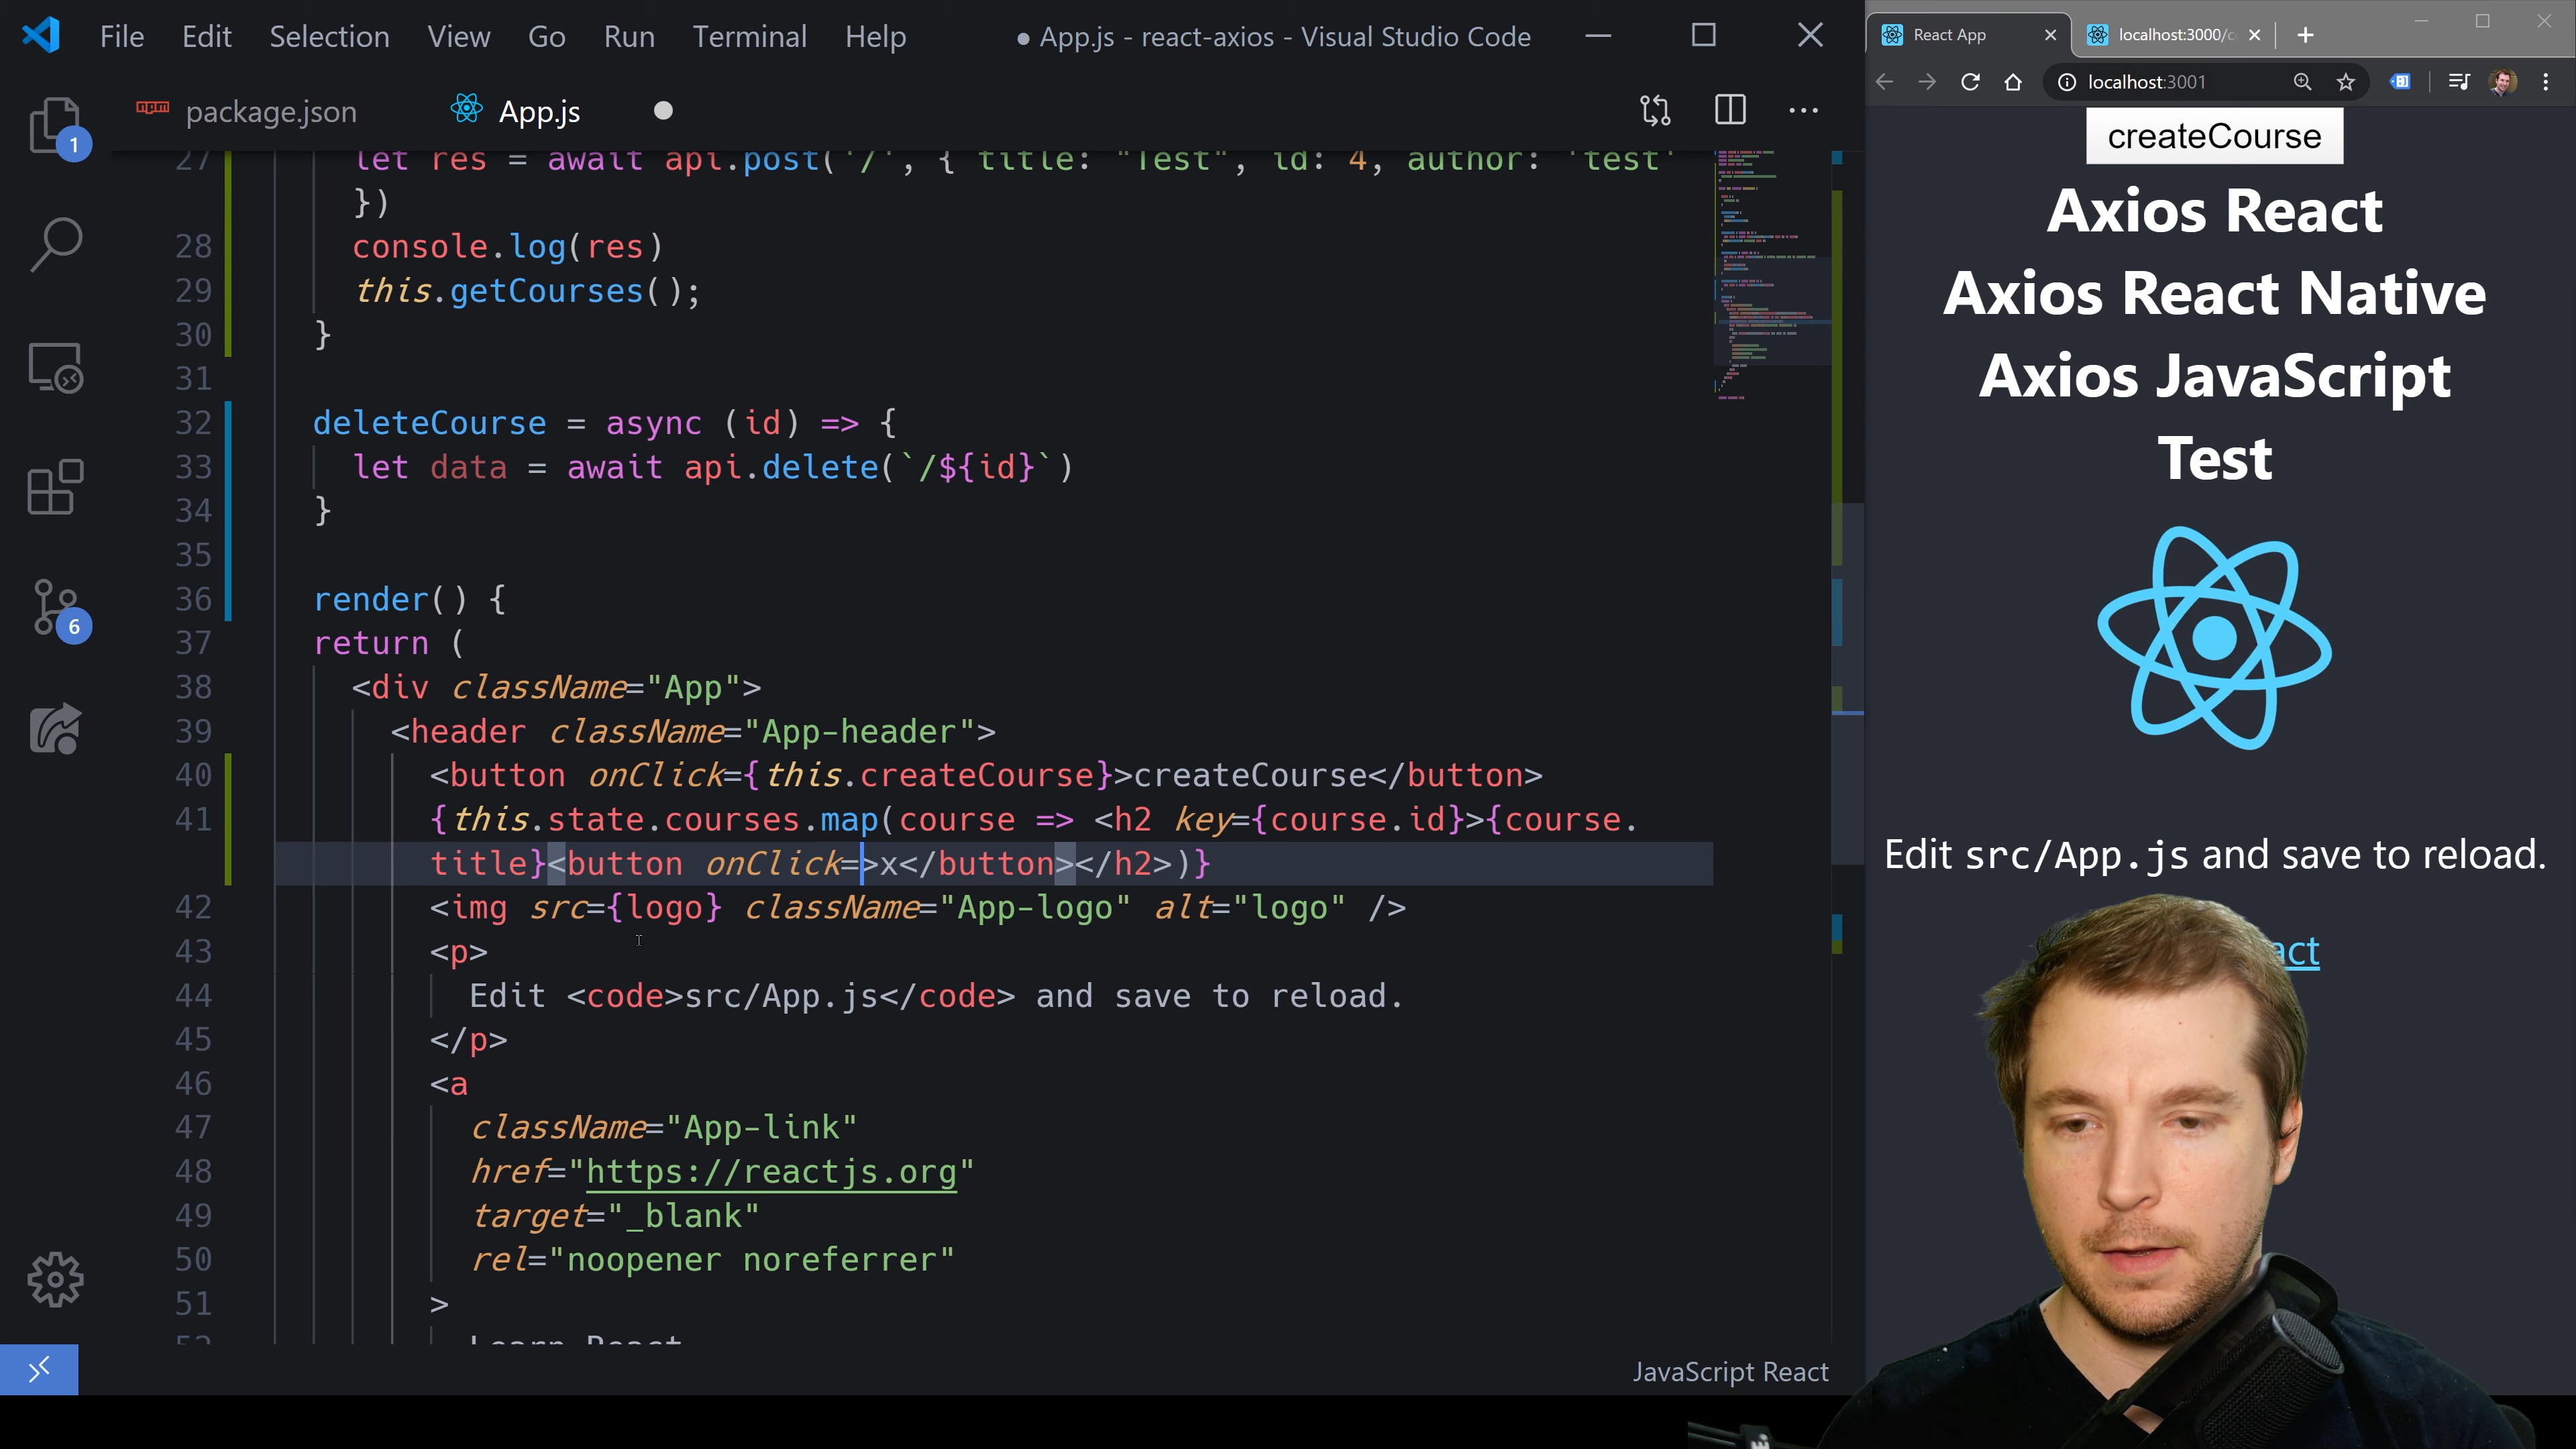 File Edit Selection View Go Run Terminal Help
● App.js - react-axios - Visual Studio Code
package.json App.js
27 let res = await api.post('/', { title: "Test", id: 4, author: 'test'
})
28 console.log(res)
29 this.getCourses();
30 }
31
32 deleteCourse = async (id) => {
33 let data = await api.delete(`/${id}`)
34 }
35
36 render() {
37 return (
38 <div className="App">
39 <header className="App-header">
40 <button onClick={this.createCourse}>createCourse</button>
41 {this.state.courses.map(course => <h2 key={course.id}>{course.
title}<button onClick=>x</button></h2>)}
42 <img src={logo} className="App-logo" alt="logo" />
43 <p>
44 Edit <code>src/App.js</code> and save to reload.
45 </p>
46 <a
47 className="App-link"
48 href="https://reactjs.org"
49 target="_blank"
50 rel="noopener noreferrer"
51 >
52 Learn React
1
6
JavaScript React
React App
localhost:3000/c
localhost:3001
createCourse
Axios React
Axios React Native
Axios JavaScript
Test
Edit src/App.js and save to reload.
act